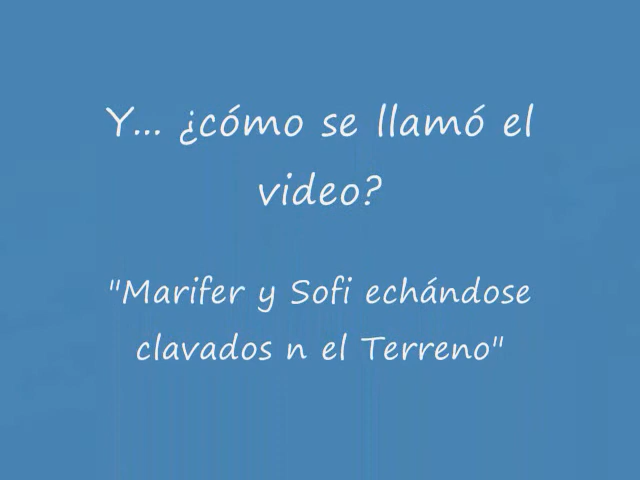 Y... ¿cómo se llamó el
video?
"Marifer y Sofi echándose
clavados n el Terreno"